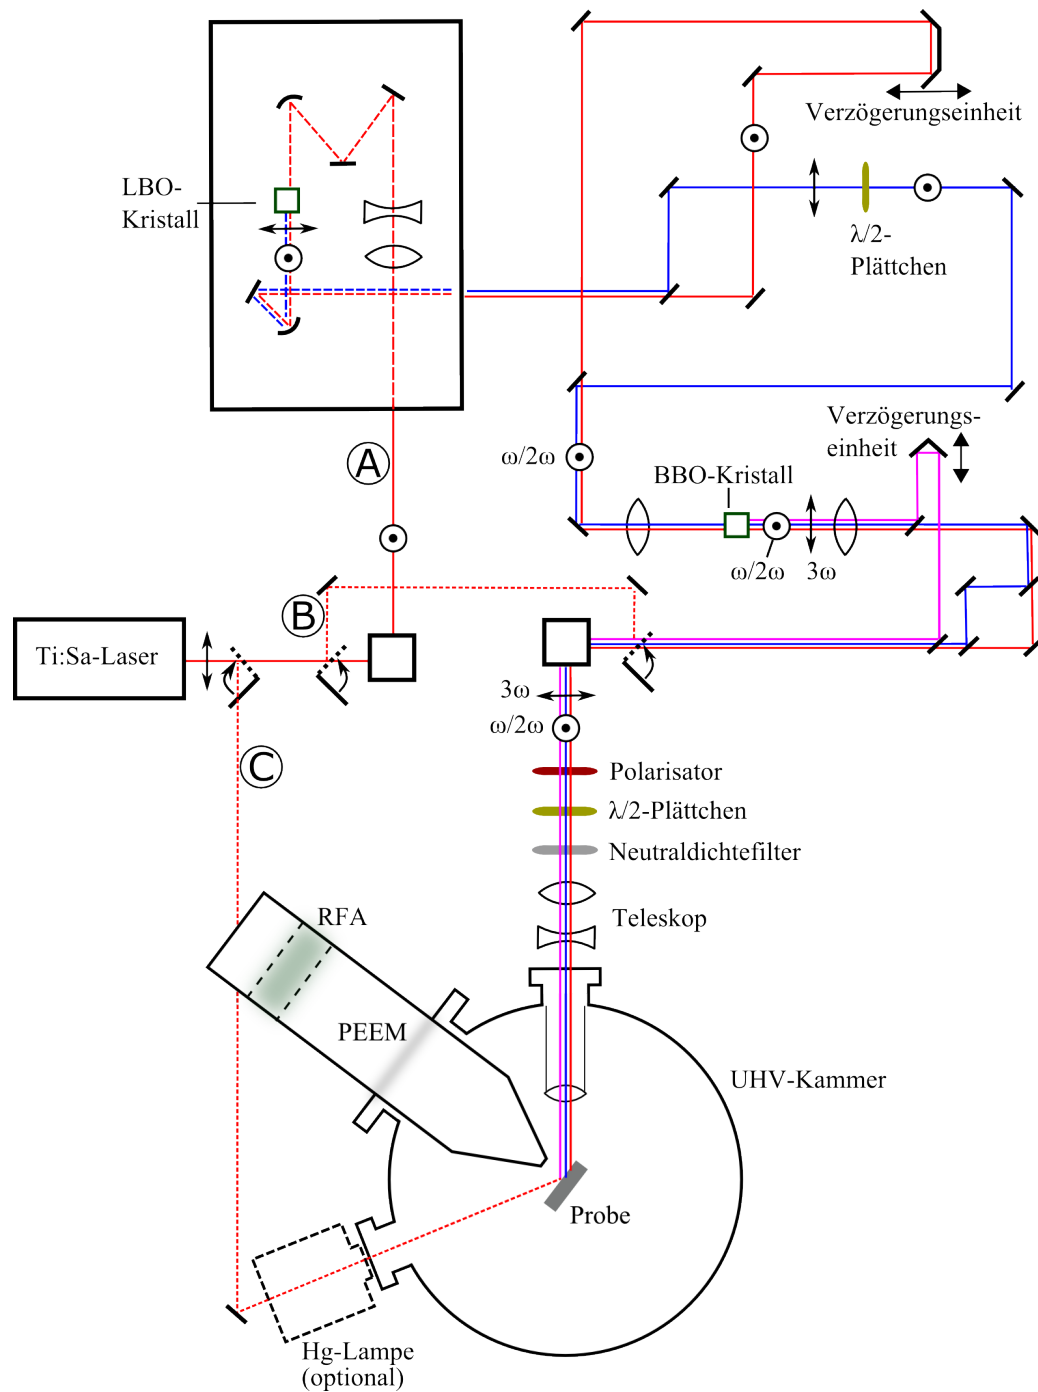 Verzögerungseinheit
LBO-
Kristall
λ/2-
Plättchen
Verzögerungs-
einheit
A
ω/2ω
BBO-Kristall
ω/2ω
3ω
B
Ti:Sa-Laser
3ω
ω/2ω
C
Polarisator
λ/2-Plättchen
Neutraldichtefilter
RFA
Teleskop
PEEM
UHV-Kammer
Probe
Hg-Lampe
(optional)